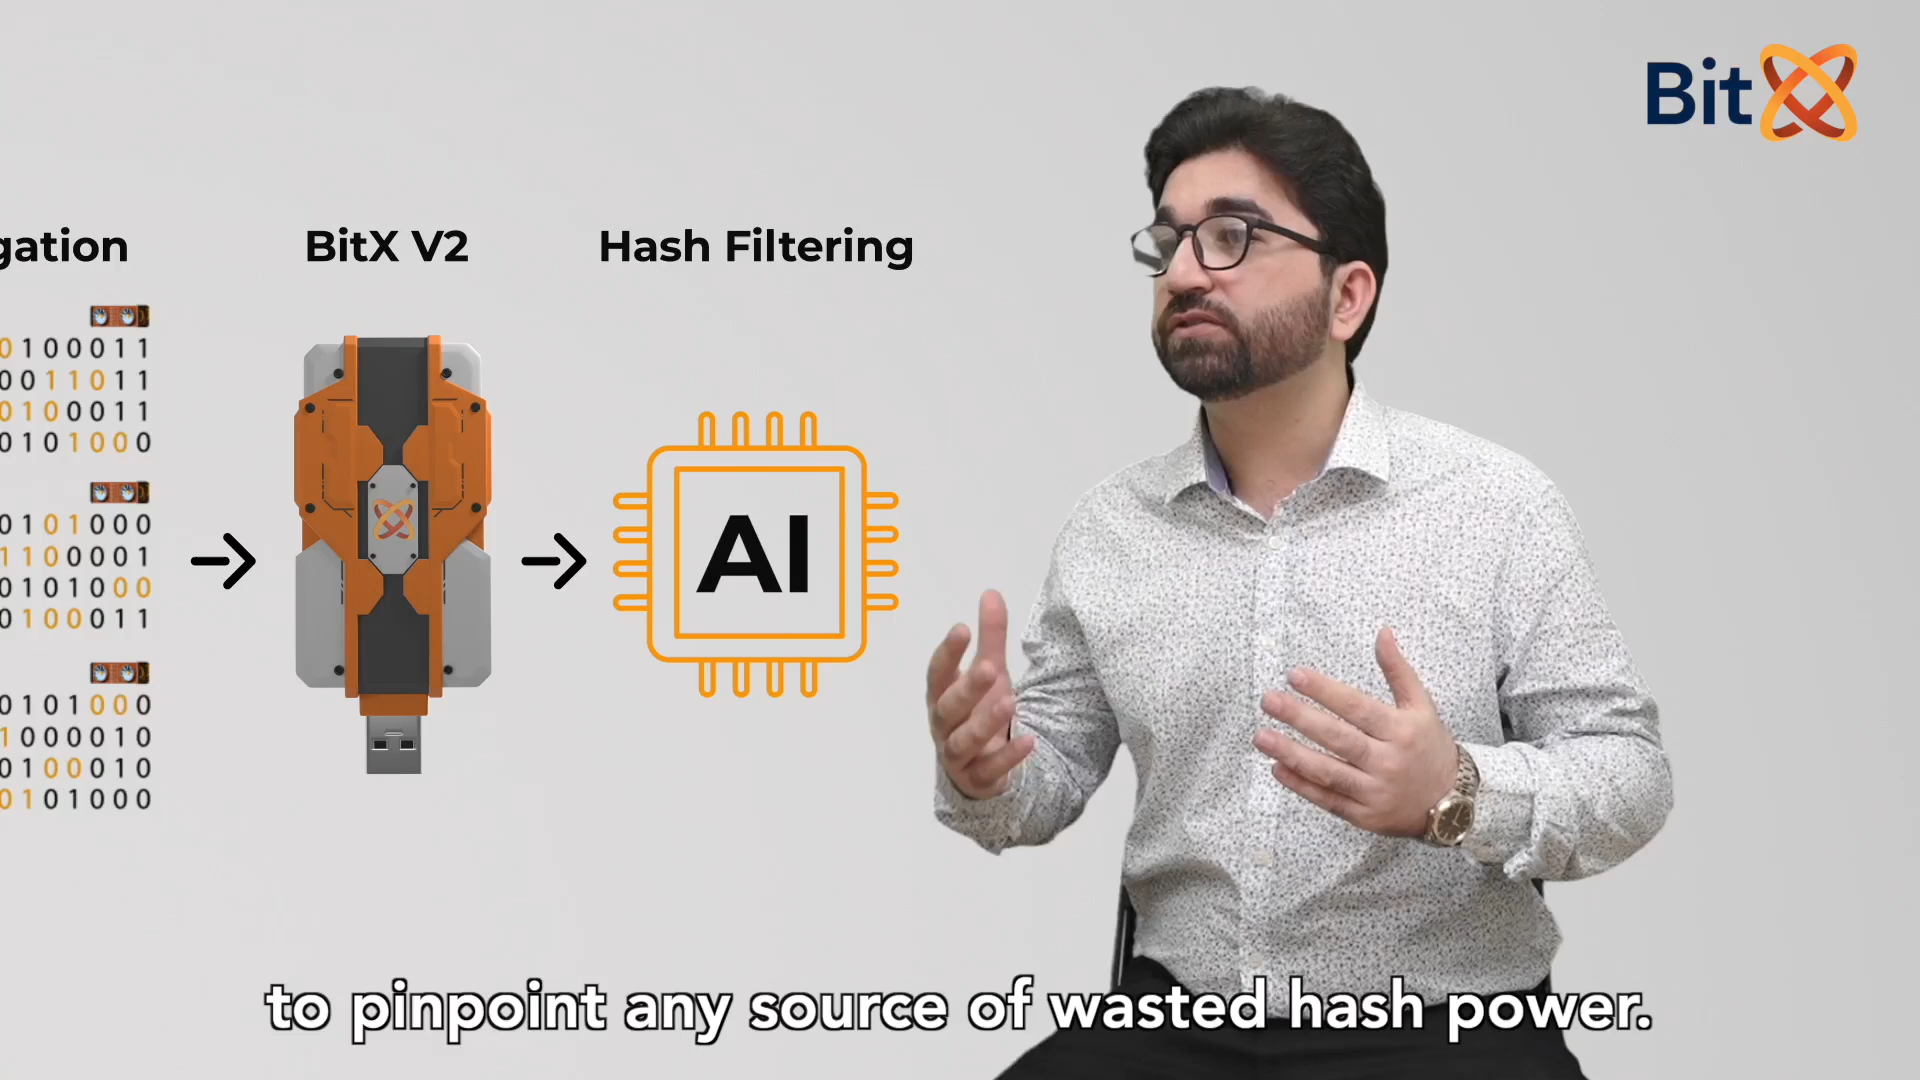 BitX
gation
BitX V2
Hash Filtering
0100011
0011011
0100011
0101000
0101000
1100001
0101000
0100011
0101000
1000010
0100010
0101000
AI
to pinpoint any source of wasted hash power.